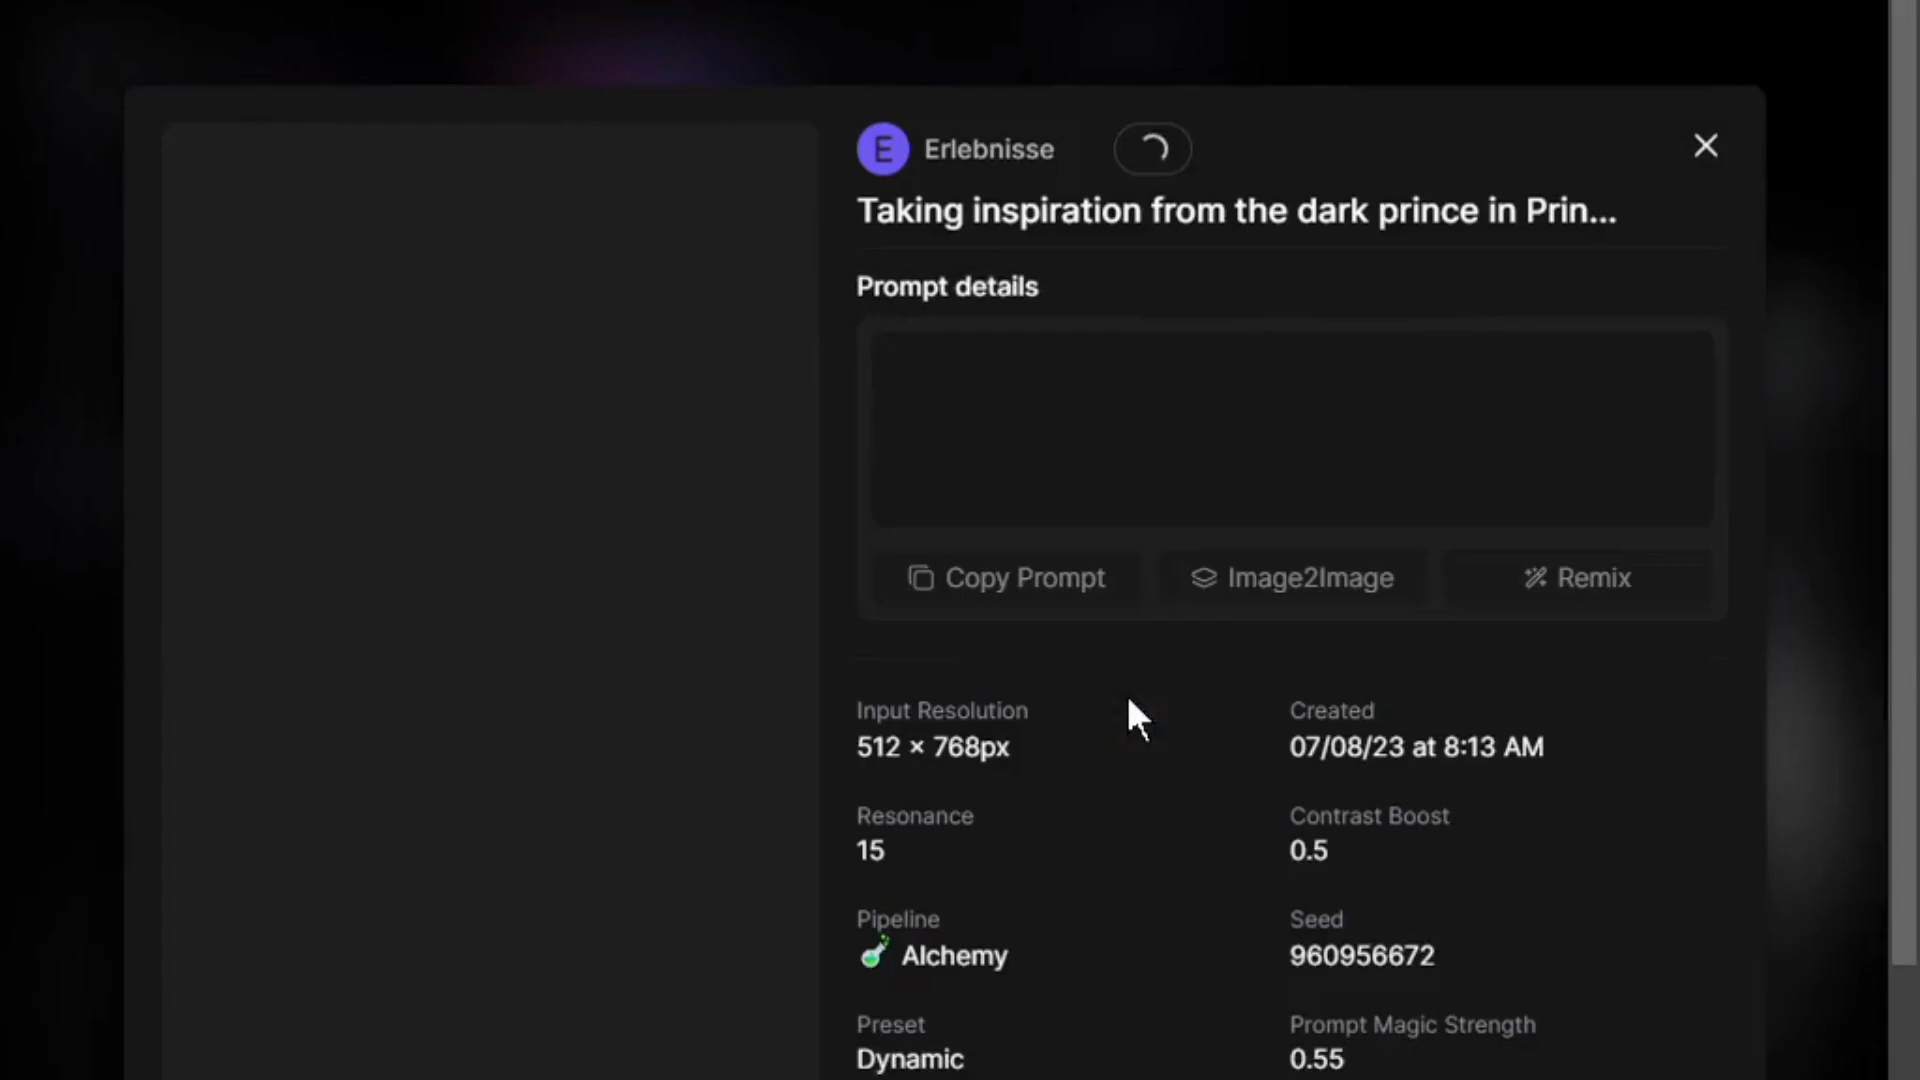 E Erlebnisse
Taking inspiration from the dark prince in Prin...
Prompt details
Copy Prompt Image2Image Remix
Input Resolution Created
512 × 768px 07/08/23 at 8:13 AM
Resonance Contrast Boost
15 0.5
Pipeline Seed
Alchemy 960956672
Preset Prompt Magic Strength
Dynamic 0.55